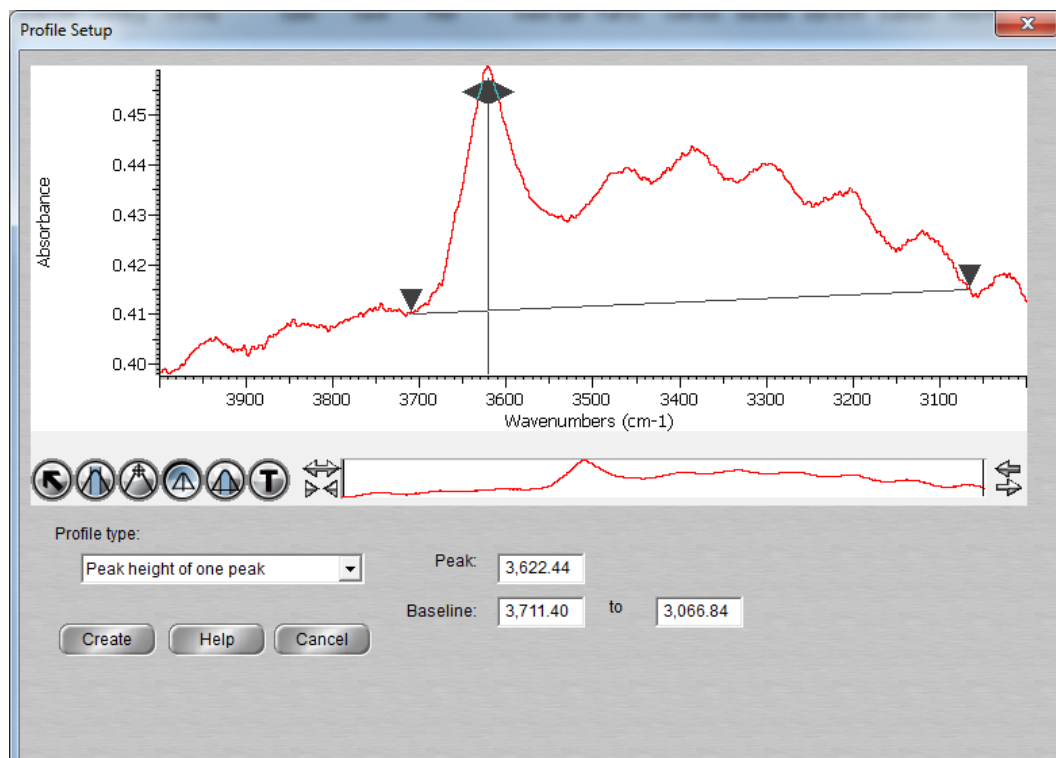 Profile Setup
0.45
0.44
0.43
0.42
0.41
0.40
Absorbance
3900 3800 3700 3600 3500 3400 3300 3200 3100
Wavenumbers (cm-1)
T
Profile type:
Peak height of one peak
Peak: 3,622.44
Baseline: 3,711.40 to 3,066.84
Create Help Cancel